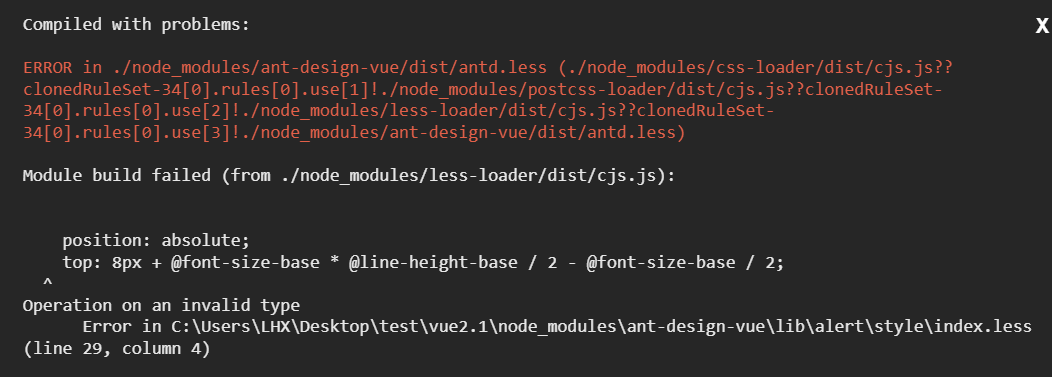 Compiled with problems:
X
ERROR in ./node_modules/ant-design-vue/dist/antd.less (./node_modules/css-loader/dist/cjs.js??
clonedRuleSet-34[0].rules[0].use[1]!./node_modules/postcss-loader/dist/cjs.js??clonedRuleSet-
34[0].rules[0].use[2]!./node_modules/less-loader/dist/cjs.js??clonedRuleSet-
34[0].rules[0].use[3]!./node_modules/ant-design-vue/dist/antd.less)
Module build failed (from ./node_modules/less-loader/dist/cjs.js):
position: absolute;
top: 8px + @font-size-base * @line-height-base / 2 - @font-size-base / 2;
^
Operation on an invalid type
Error in C:\Users\LHX\Desktop\test\vue2.1\node_modules\ant-design-vue\lib\alert\style\index.less
(line 29, column 4)